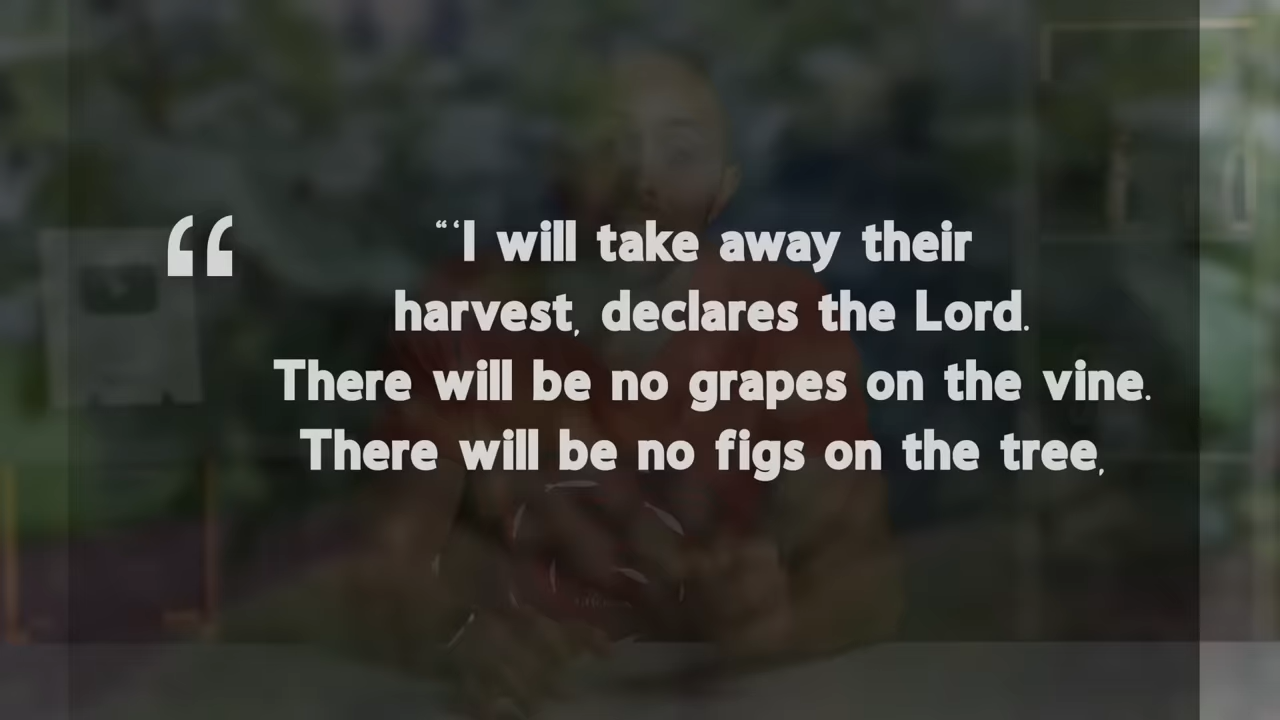 “‘I will take away their
harvest, declares the Lord.
There will be no grapes on the vine.
There will be no figs on the tree,